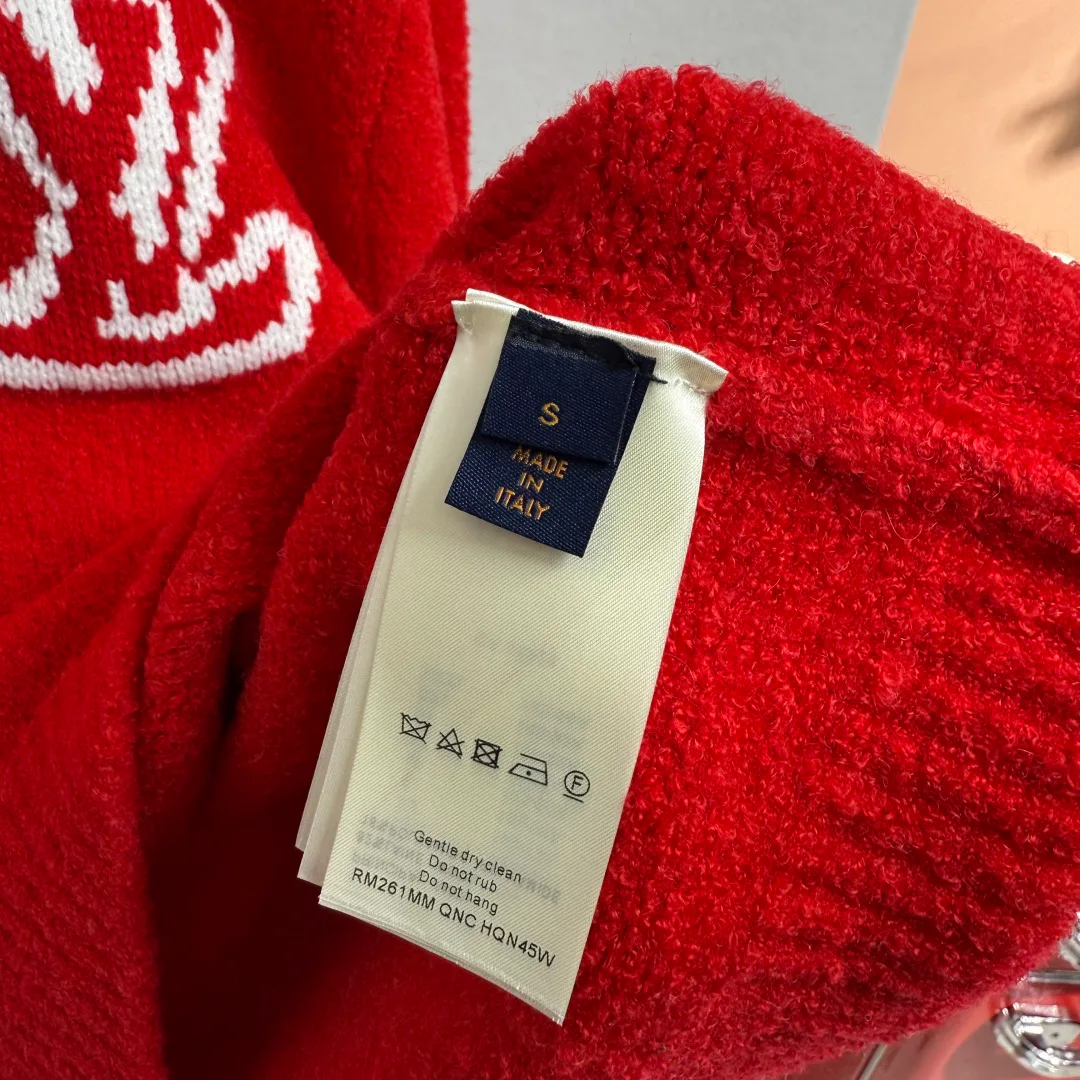 S
MADE
IN
ITALY
F
Gentle dry clean
Do not rub
Do not hang
RM261MM QNC HQN45W